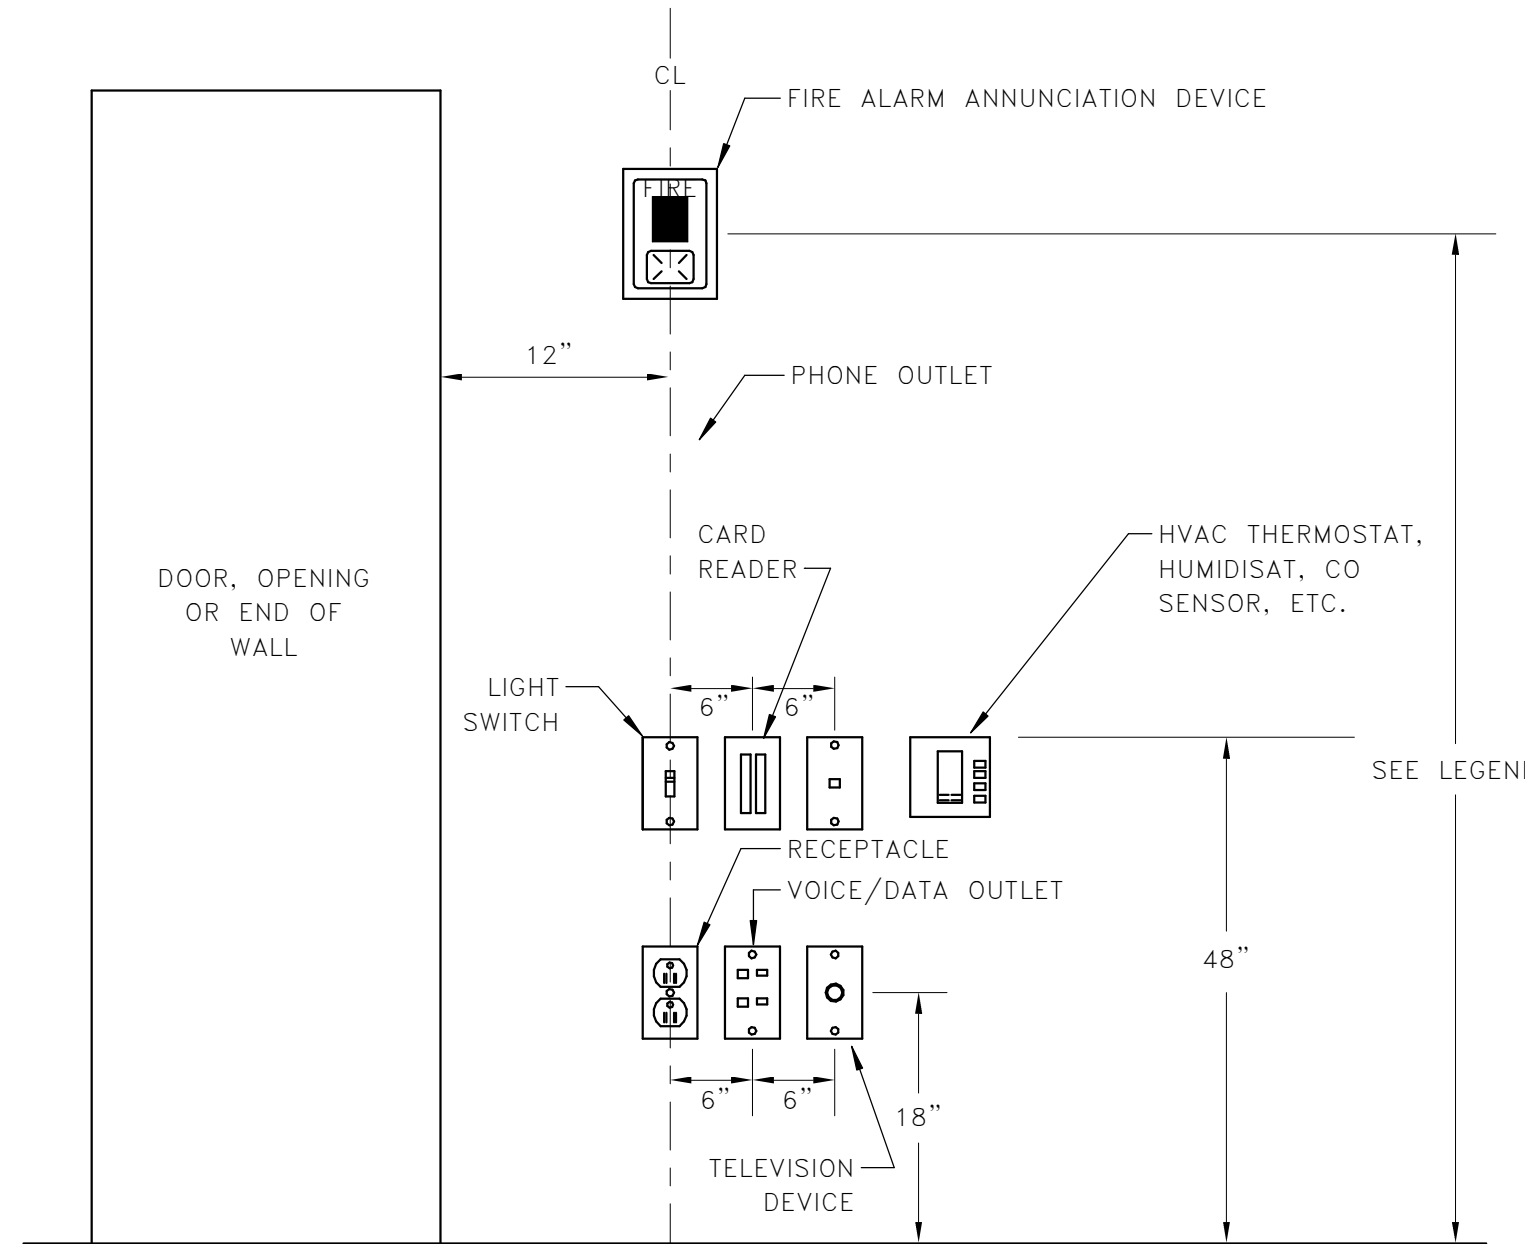 CL
FIRE ALARM ANNUNCIATION DEVICE
FIRE
12”
PHONE OUTLET
CARD
READER
HVAC THERMOSTAT,
HUMIDISAT, CO
SENSOR, ETC.
DOOR, OPENING
OR END OF
WALL
LIGHT
SWITCH
6”
6”
SEE LEGEN
RECEPTACLE
VOICE/DATA OUTLET
48”
6”
6”
18”
TELEVISION
DEVICE